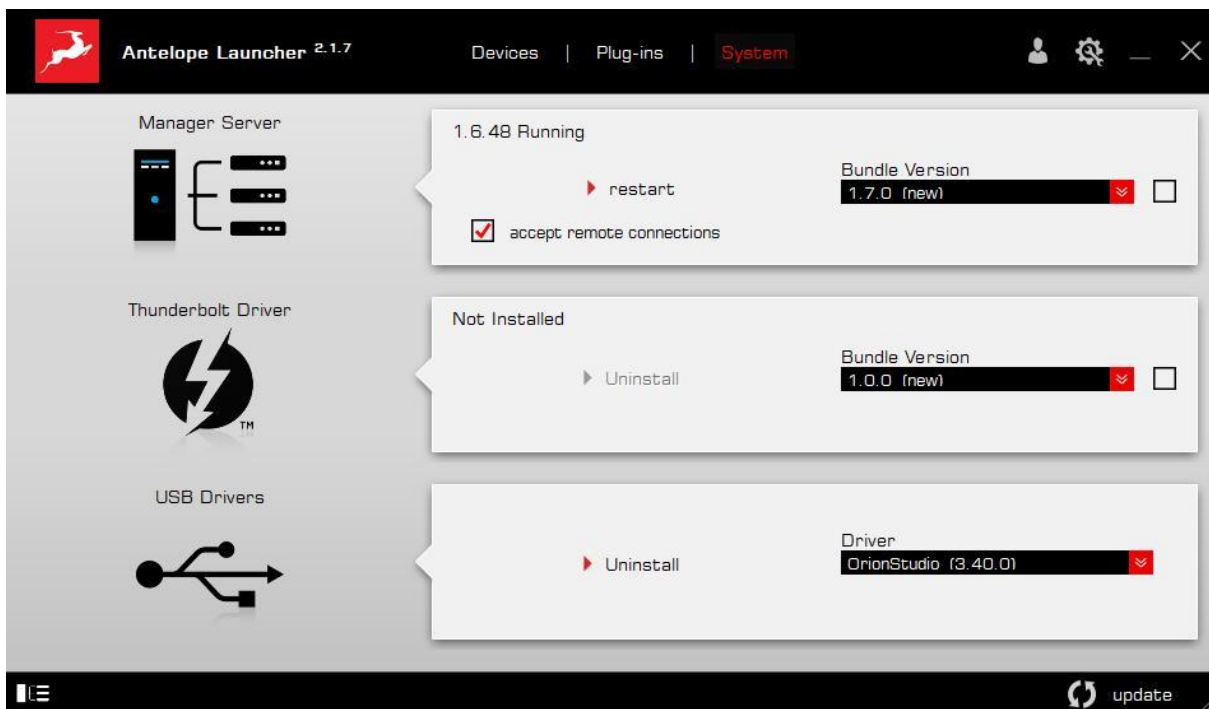 Antelope Launcher 2.1.7 Devices | Plug-ins | System
Manager Server
1.6.48 Running
restart
accept remote connections
Bundle Version
1.7.0 (new)
Thunderbolt Driver
TM
Not Installed
Uninstall
Bundle Version
1.0.0 (new)
USB Drivers
Uninstall
Driver
OrionStudio (3.40.0)
update